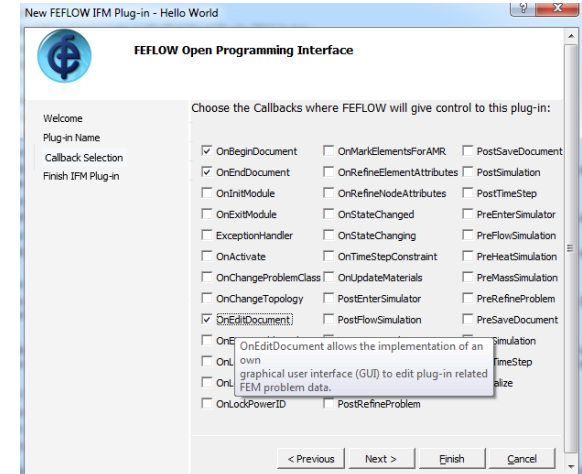 New FEFLOW IFM Plug-in - Hello World
FEFLOW Open Programming Interface
Welcome
Plug-in Name
Callback Selection
Finish IFM Plug-in
Choose the Callbacks where FEFLOW will give control to this plug-in:
OnBeginDocument OnMarkElementsForAMR PostSaveDocument
OnEndDocument OnRefineElementAttributes PostSimulation
OnInitModule OnRefineNodeAttributes PostTimeStep
OnExitModule OnStateChanged PreEnterSimulator
ExceptionHandler OnStateChanging PreFlowSimulation
OnActivate OnTimeStepConstraint PreHeatSimulation
OnChangeProblemClass OnUpdateMaterials PreMassSimulation
OnChangeTopology PostEnterSimulator PreRefineProblem
OnEditDocument PostFlowSimulation PreSaveDocument
OnEditDocument allows the implementation of an
own
graphical user interface (GUI) to edit plug-in related
FEM problem data.
OnLockPowerID PostRefineProblem
< Previous Next > Finish Cancel